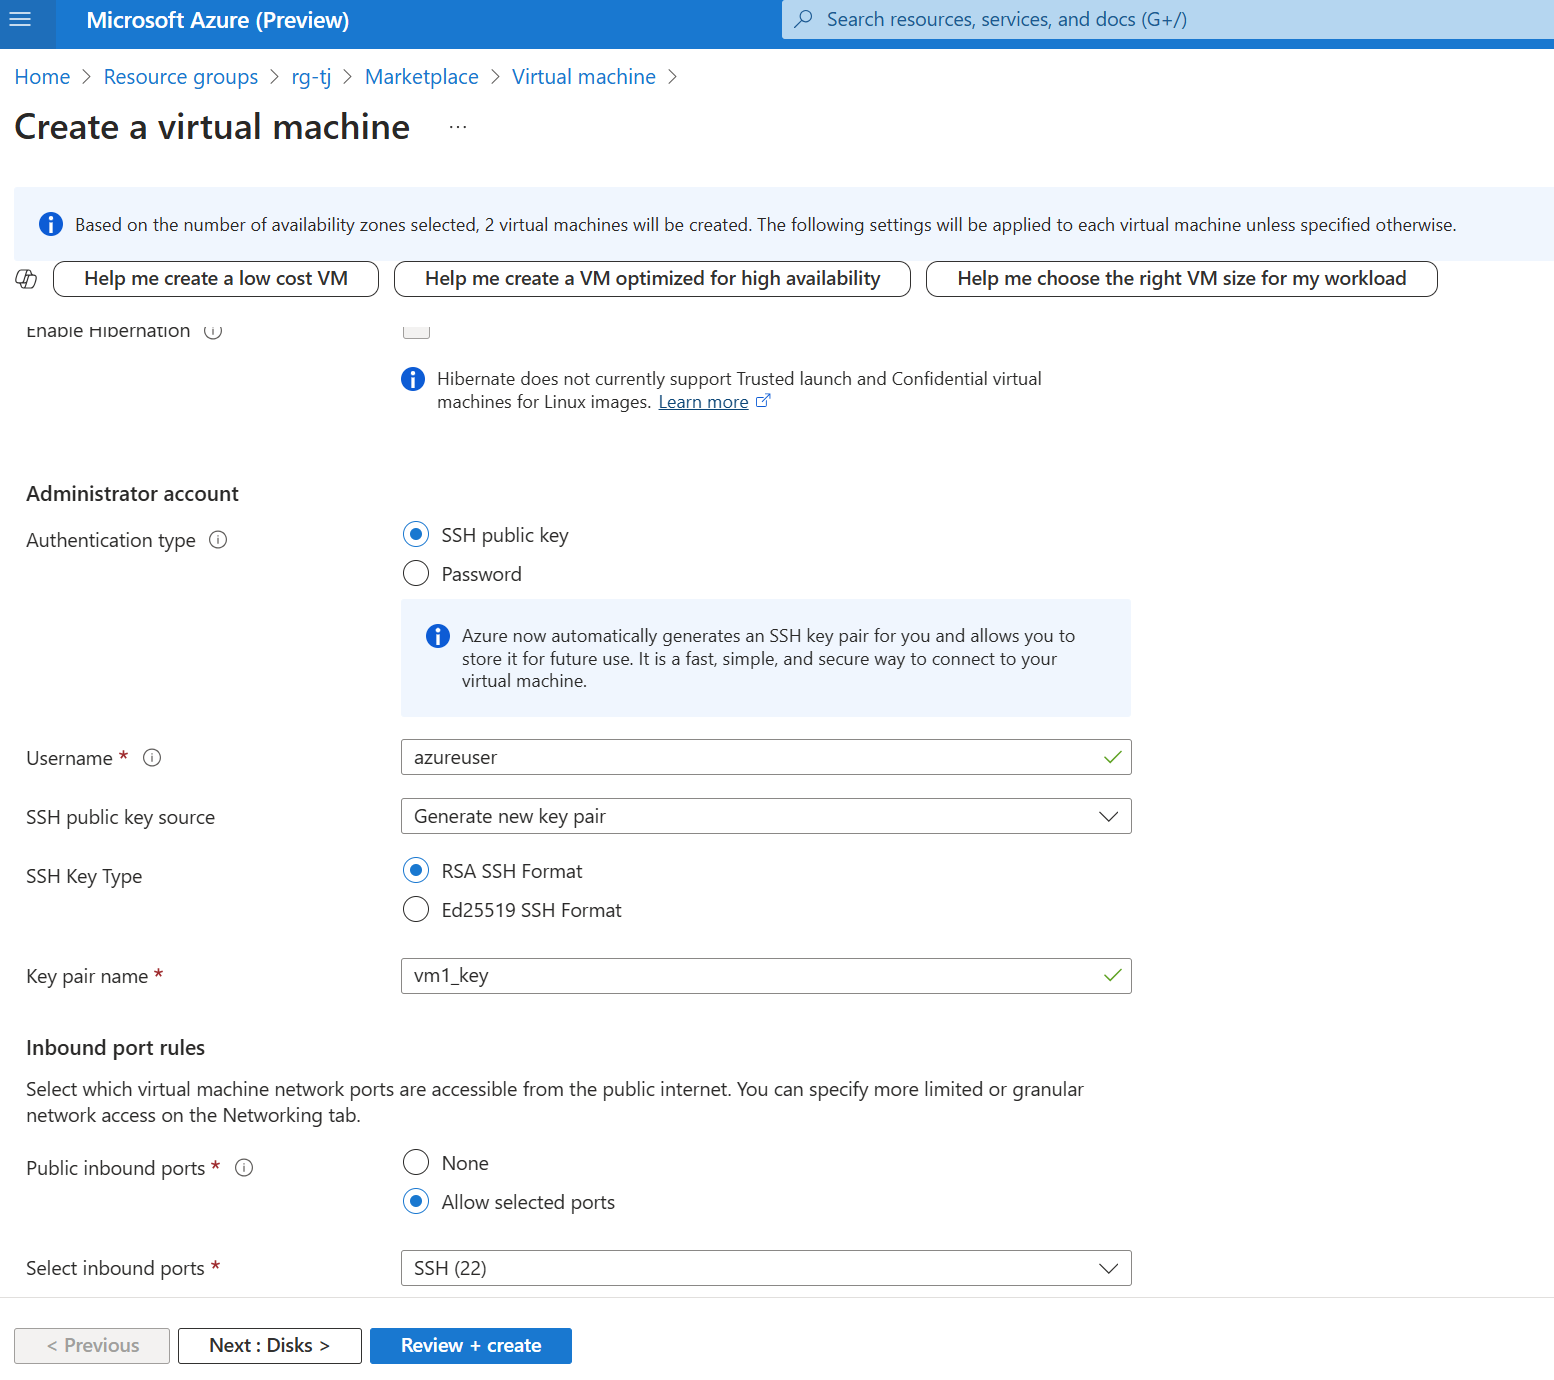 Microsoft Azure (Preview)
Search resources, services, and docs (G+/)
Home > Resource groups > rg-tj > Marketplace > Virtual machine >
Create a virtual machine ...
Based on the number of availability zones selected, 2 virtual machines will be created. The following settings will be applied to each virtual machine unless specified otherwise.
Help me create a low cost VM
Help me create a VM optimized for high availability
Help me choose the right VM size for my workload
Enable Hibernation
Hibernate does not currently support Trusted launch and Confidential virtual
machines for Linux images. Learn more
Administrator account
Authentication type
SSH public key
Password
Azure now automatically generates an SSH key pair for you and allows you to
store it for future use. It is a fast, simple, and secure way to connect to your
virtual machine.
Username *
azureuser
SSH public key source
Generate new key pair
SSH Key Type
RSA SSH Format
Ed25519 SSH Format
Key pair name *
vm1_key
Inbound port rules
Select which virtual machine network ports are accessible from the public internet. You can specify more limited or granular
network access on the Networking tab.
Public inbound ports *
None
Allow selected ports
Select inbound ports *
SSH (22)
< Previous
Next : Disks >
Review + create